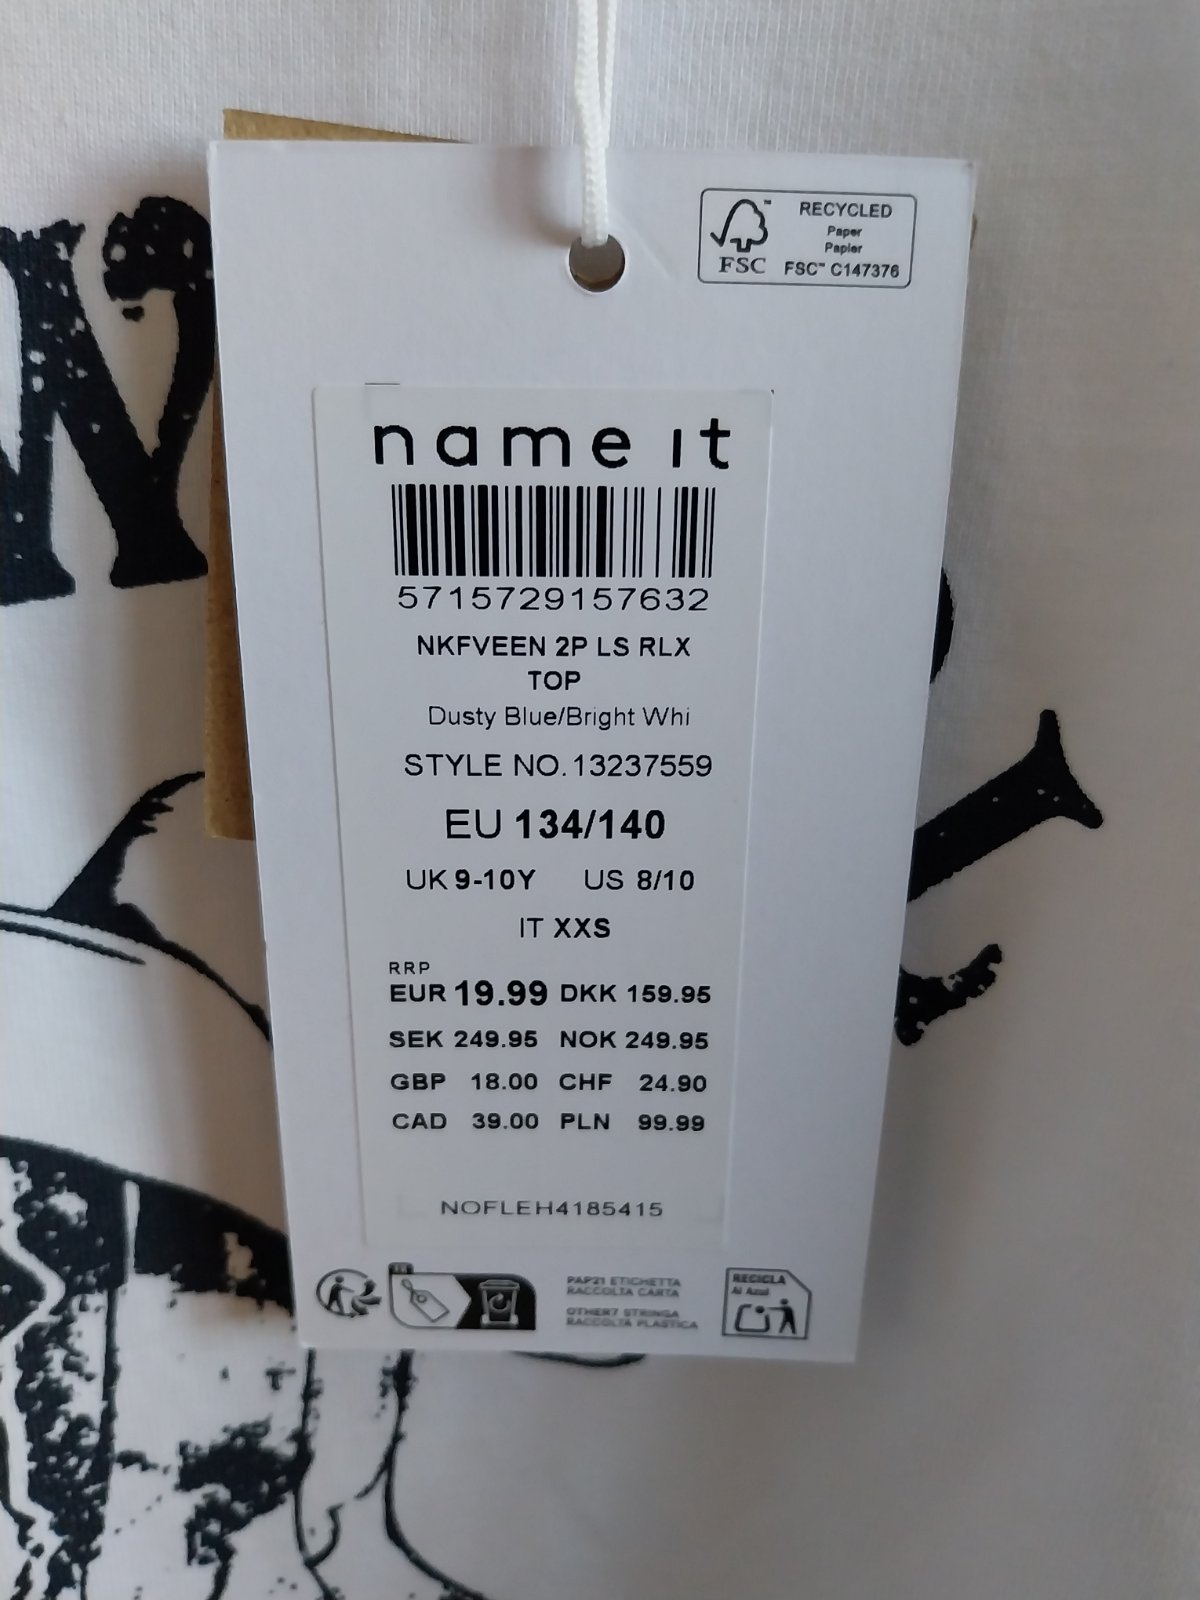 RECYCLED
Paper
Papier
FSC™ C147376
FSC
name it
5715729157632
NKFVEEN 2P LS RLX
TOP
Dusty Blue/Bright Whi
STYLE NO. 13237559
EU 134/140
UK 9-10Y US 8/10
IT XXS
RRP
EUR 19.99 DKK 159.95
SEK 249.95 NOK 249.95
GBP 18.00 CHF 24.90
CAD 39.00 PLN 99.99
NOFLEH4185415
FR
PAP21 ETICHETTA
RACCOLTA CARTA
OTHER7 STRINGA
RACCOLTA PLASTICA
RECICLA
Al Azul